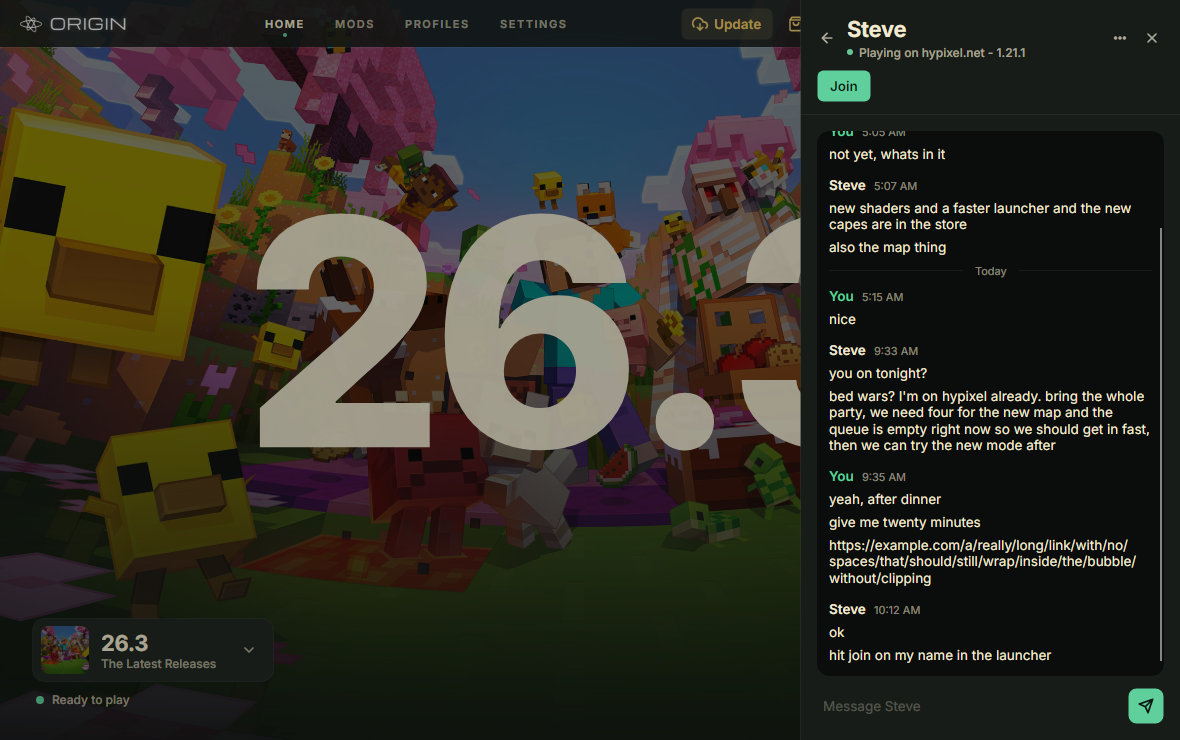 ORIGIN
HOME
MODS
PROFILES
SETTINGS
Update
26.3
26.3
The Latest Releases
Ready to play
Steve
Playing on hypixel.net - 1.21.1
Join
You 5:05 AM
not yet, whats in it
Steve 5:07 AM
new shaders and a faster launcher and the new
capes are in the store
also the map thing
Today
You 5:15 AM
nice
Steve 9:33 AM
you on tonight?
bed wars? I'm on hypixel already. bring the whole
party, we need four for the new map and the
queue is empty right now so we should get in fast,
then we can try the new mode after
You 9:35 AM
yeah, after dinner
give me twenty minutes
https://example.com/a/really/long/link/with/no/
spaces/that/should/still/wrap/inside/the/bubble/
without/clipping
Steve 10:12 AM
ok
hit join on my name in the launcher
Message Steve